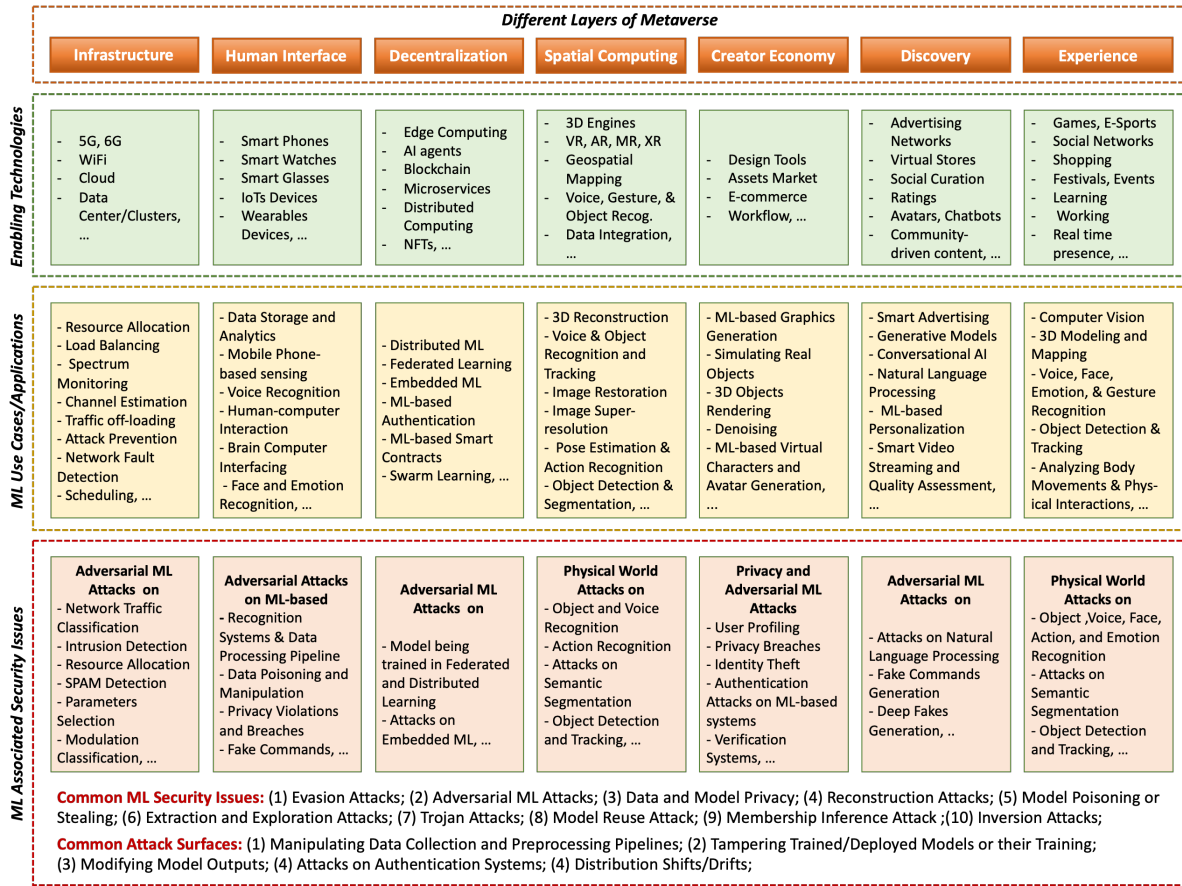 Different Layers of Metaverse
Infrastructure
Human Interface
Decentralization
Spatial Computing
Creator Economy
Discovery
Experience
Enabling Technologies
- 5G, 6G
- WiFi
- Cloud
- Data
Center/Clusters,
...
- Smart Phones
- Smart Watches
- Smart Glasses
- IoTs Devices
- Wearables
Devices, ...
- Edge Computing
- AI agents
- Blockchain
- Microservices
- Distributed
Computing
- NFTs, ...
- 3D Engines
- VR, AR, MR, XR
- Geospatial
Mapping
- Voice, Gesture, &
Object Recog.
- Data Integration,
...
- Design Tools
- Assets Market
- E-commerce
- Workflow, ...
- Advertising
Networks
- Virtual Stores
- Social Curation
- Ratings
- Avatars, Chatbots
- Community-
driven content, ...
- Games, E-Sports
- Social Networks
- Shopping
- Festivals, Events
- Learning
- Working
- Real time
presence, ...
ML Use Cases/Applications
- Resource Allocation
- Load Balancing
- Spectrum
Monitoring
- Channel Estimation
- Traffic off-loading
- Attack Prevention
- Network Fault
Detection
- Scheduling, ...
- Data Storage and
Analytics
- Mobile Phone-
based sensing
- Voice Recognition
- Human-computer
Interaction
- Brain Computer
Interfacing
- Face and Emotion
Recognition, ...
- Distributed ML
- Federated Learning
- Embedded ML
- ML-based
Authentication
- ML-based Smart
Contracts
- Swarm Learning, ...
- 3D Reconstruction
- Voice & Object
Recognition and
Tracking
- Image Restoration
- Image Super-
resolution
- Pose Estimation &
Action Recognition
- Object Detection &
Segmentation, ...
- ML-based Graphics
Generation
- Simulating Real
Objects
- 3D Objects
Rendering
- Denoising
- ML-based Virtual
Characters and
Avatar Generation,
...
- Smart Advertising
- Generative Models
- Conversational AI
- Natural Language
Processing
- ML-based
Personalization
- Smart Video
Streaming and
Quality Assessment,
...
- Computer Vision
- 3D Modeling and
Mapping
- Voice, Face,
Emotion, & Gesture
Recognition
- Object Detection &
Tracking
- Analyzing Body
Movements & Phys-
ical Interactions, ...
ML Associated Security Issues
Adversarial ML
Attacks on
- Network Traffic
Classification
- Intrusion Detection
- Resource Allocation
- SPAM Detection
- Parameters
Selection
- Modulation
Classification, ...
Adversarial Attacks
on ML-based
- Recognition
Systems & Data
Processing Pipeline
- Data Poisoning and
Manipulation
- Privacy Violations
and Breaches
- Fake Commands, ...
Adversarial ML
Attacks on
- Model being
trained in Federated
and Distributed
Learning
- Attacks on
Embedded ML, ...
Physical World
Attacks on
- Object and Voice
Recognition
- Action Recognition
- Attacks on
Semantic
Segmentation
- Object Detection
and Tracking, ...
Privacy and
Adversarial ML
Attacks
- User Profiling
- Privacy Breaches
- Identity Theft
- Authentication
Attacks on ML-based
systems
- Verification
Systems, ...
Adversarial ML
Attacks on
- Attacks on Natural
Language Processing
- Fake Commands
Generation
- Deep Fakes
Generation, ..
Physical World
Attacks on
- Object ,Voice, Face,
Action, and Emotion
Recognition
- Attacks on
Semantic
Segmentation
- Object Detection
and Tracking, ...
Common ML Security Issues: (1) Evasion Attacks; (2) Adversarial ML Attacks; (3) Data and Model Privacy; (4) Reconstruction Attacks; (5) Model Poisoning or
Stealing; (6) Extraction and Exploration Attacks; (7) Trojan Attacks; (8) Model Reuse Attack; (9) Membership Inference Attack ;(10) Inversion Attacks;
Common Attack Surfaces: (1) Manipulating Data Collection and Preprocessing Pipelines; (2) Tampering Trained/Deployed Models or their Training;
(3) Modifying Model Outputs; (4) Attacks on Authentication Systems; (4) Distribution Shifts/Drifts;